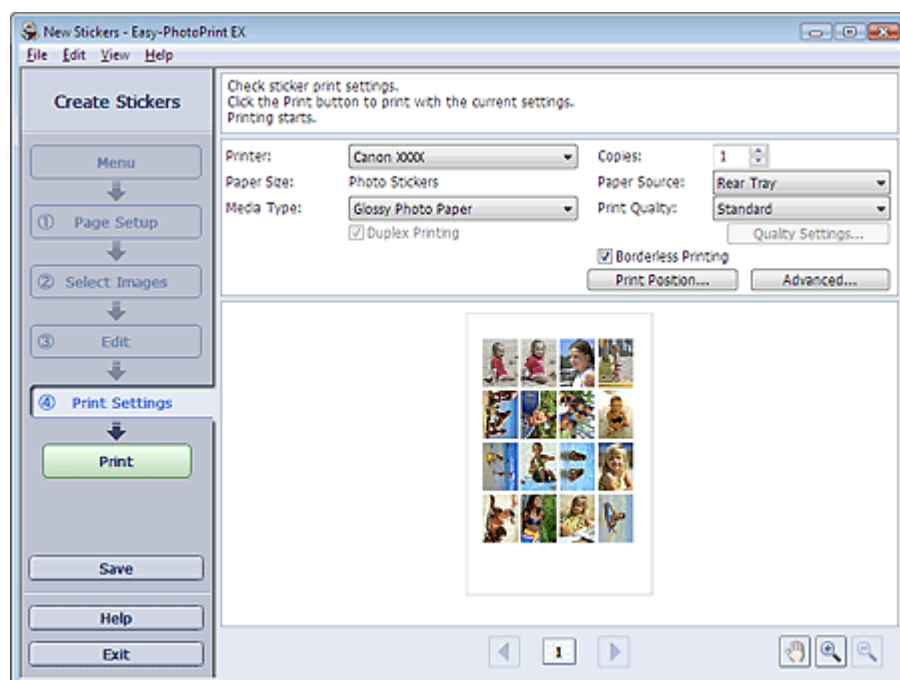 New Stickers - Easy-PhotoPrint EX
File Edit View Help
Create Stickers
Check sticker print settings.
Click the Print button to print with the current settings.
Printing starts.
Menu
① Page Setup
② Select Images
③ Edit
④ Print Settings
Print
Save
Help
Exit
Printer: Canon XXXX Copies: 1
Paper Size: Photo Stickers Paper Source: Rear Tray
Media Type: Glossy Photo Paper Print Quality: Standard
Duplex Printing Quality Settings...
Borderless Printing
Print Position... Advanced...
1